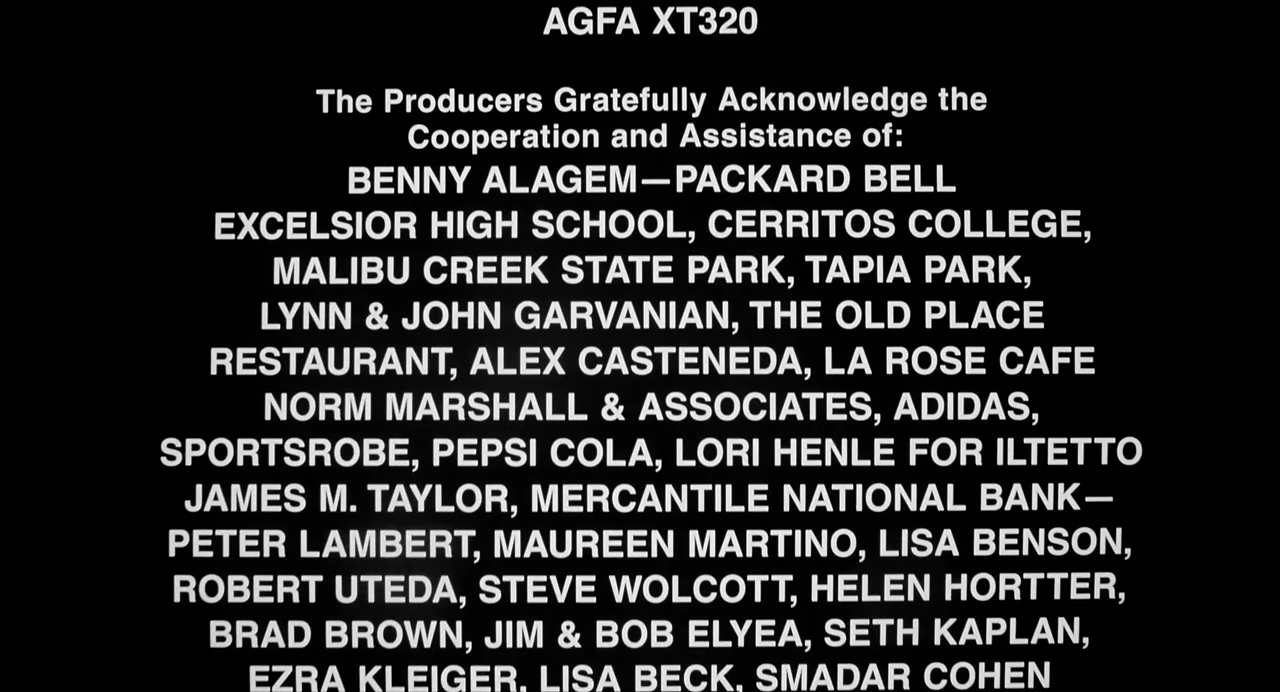 AGFA XT320
The Producers Gratefully Acknowledge the
Cooperation and Assistance of:
BENNY ALAGEM—PACKARD BELL
EXCELSIOR HIGH SCHOOL, CERRITOS COLLEGE,
MALIBU CREEK STATE PARK, TAPIA PARK,
LYNN & JOHN GARVANIAN, THE OLD PLACE
RESTAURANT, ALEX CASTENEDA, LA ROSE CAFE
NORM MARSHALL & ASSOCIATES, ADIDAS,
SPORTSROBE, PEPSI COLA, LORI HENLE FOR ILTETTO
JAMES M. TAYLOR, MERCANTILE NATIONAL BANK—
PETER LAMBERT, MAUREEN MARTINO, LISA BENSON,
ROBERT UTEDA, STEVE WOLCOTT, HELEN HORTTER,
BRAD BROWN, JIM & BOB ELYEA, SETH KAPLAN,
EZRA KLEIGER, LISA BECK, SMADAR COHEN